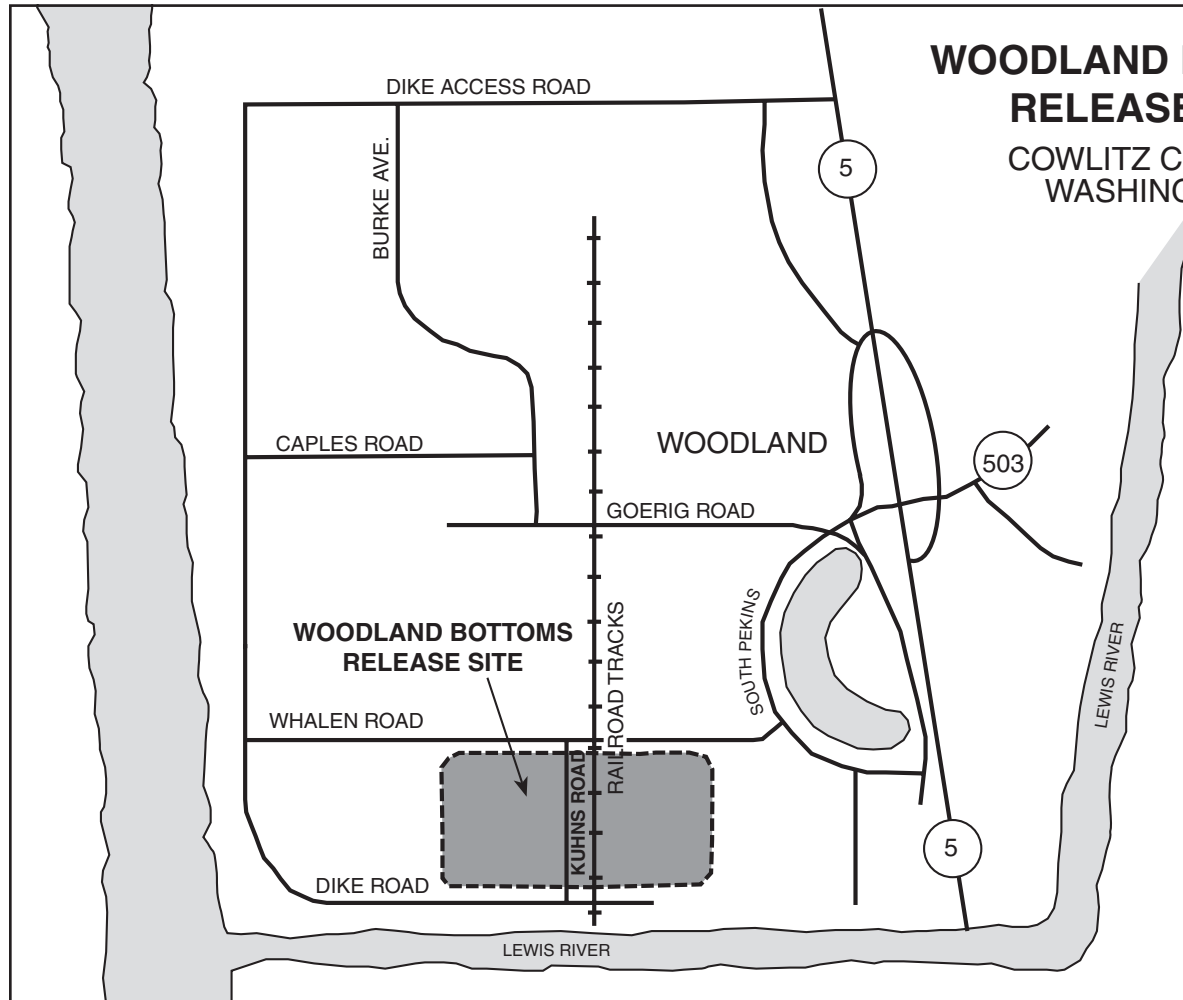 WOODLAND
RELEASE
COWLITZ C
WASHING
DIKE ACCESS ROAD
BURKE AVE.
5
CAPLES ROAD
WOODLAND
503
GOERIG ROAD
WOODLAND BOTTOMS
RELEASE SITE
RAILROAD TRACKS
SOUTH PEKINS
LEWIS RIVER
WHALEN ROAD
KUHNS ROAD
5
DIKE ROAD
LEWIS RIVER